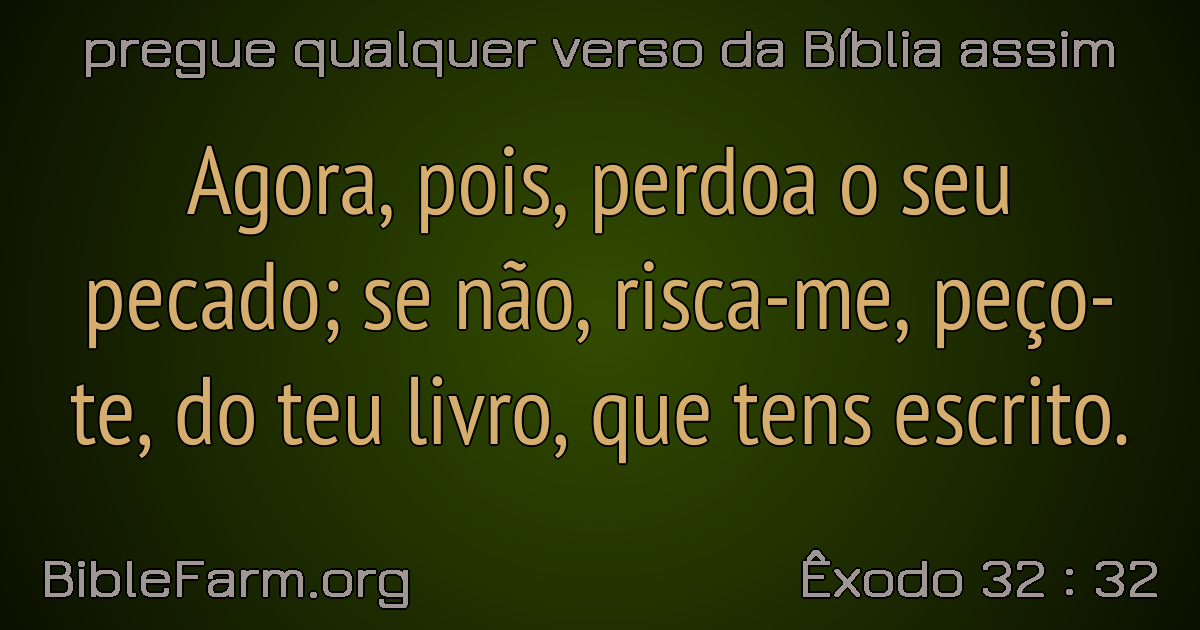 pregue qualquer verso da Bíblia assim
Agora, pois, perdoa o seu
pecado; se não, risca-me, peço-
te, do teu livro, que tens escrito.
BibleFarm.org
Êxodo 32 : 32